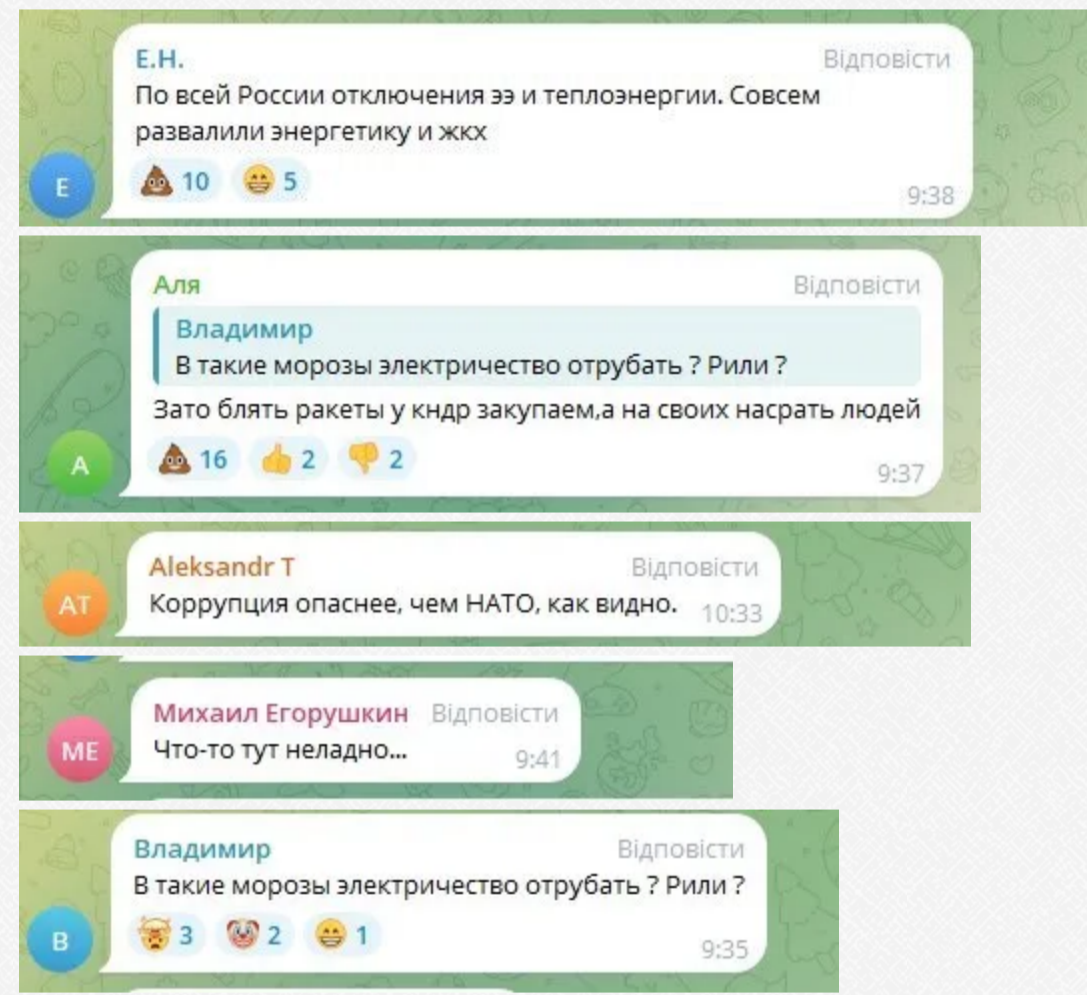 Е.Н. Відповісти
По всей России отключения ээ и теплоэнергии. Совсем
развалили энергетику и жкх
10 5
9:38
E
Аля Відповісти
Владимир
В такие морозы электричество отрубать ? Рили ?
Зато блять ракеты у кндр закупаем,а на своих насрать людей
16 2 2
9:37
А
Aleksandr T Відповісти
Коррупция опаснее, чем НАТО, как видно.
10:33
AT
Михаил Егорушкин Відповісти
Что-то тут неладно...
9:41
МЕ
Владимир Відповісти
В такие морозы электричество отрубать ? Рили ?
3 2 1
9:35
В